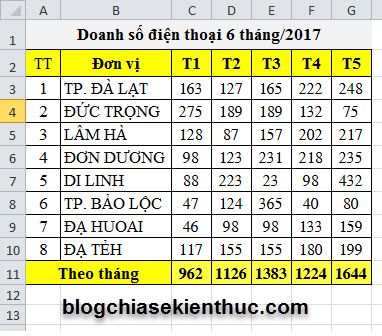 A B C D E F G
1 Doanh số điện thoại 6 tháng/2017
2 TT Đơn vị T1 T2 T3 T4 T5
3 1 TP. ĐÀ LẠT 163 127 165 222 248
4 2 ĐỨC TRỌNG 275 189 189 132 75
5 3 LÂM HÀ 128 87 157 202 217
6 4 ĐƠN DƯƠNG 98 123 231 218 235
7 5 DI LINH 88 223 23 98 432
8 6 TP. BẢO LỘC 47 124 365 40 80
9 7 ĐẠ HUOAI 46 98 98 133 159
10 8 ĐẠ TẺH 117 155 155 180 199
11 Theo tháng 962 1126 1383 1224 1644
12
13 blogchiasekienthuc.com